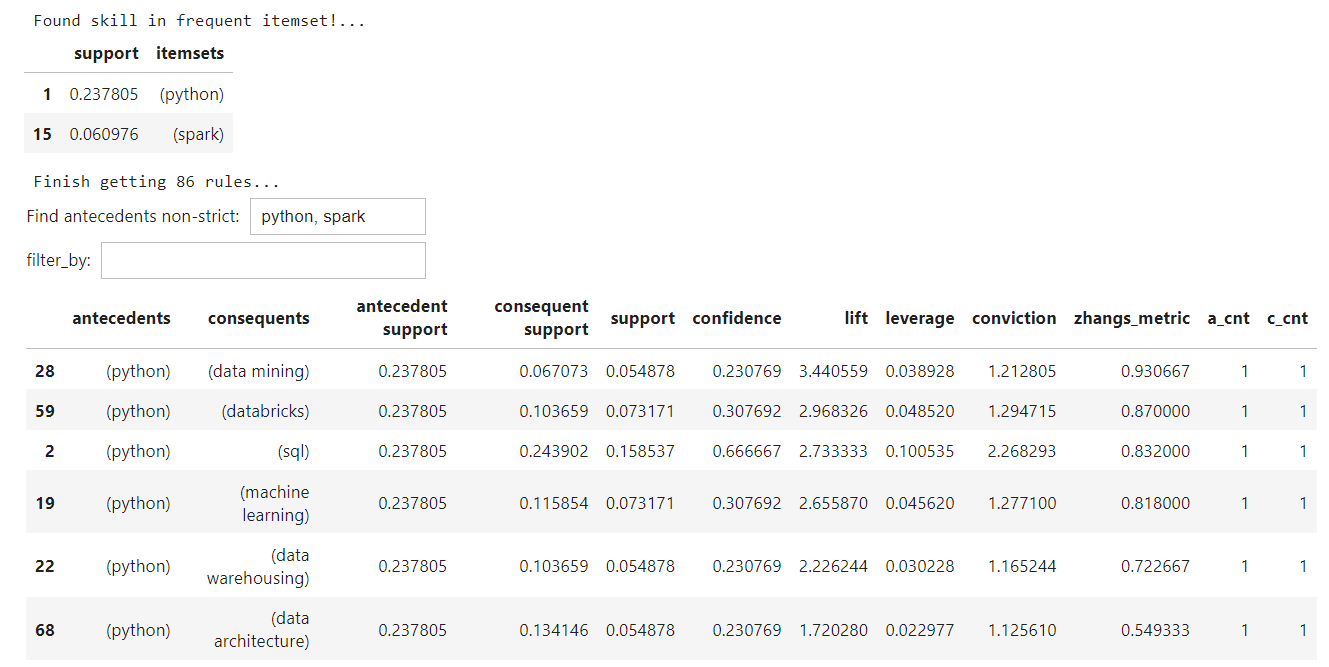 Found skill in frequent itemset!...
support itemsets
1 0.237805 (python)
15 0.060976 (spark)
Finish getting 86 rules...
Find antecedents non-strict: python, spark
filter_by:
antecedents consequents antecedent support consequent support support confidence lift leverage conviction zhangs_metric a_cnt c_cnt
28 (python) (data mining) 0.237805 0.067073 0.054878 0.230769 3.440559 0.038928 1.212805 0.930667 1 1
59 (python) (databricks) 0.237805 0.103659 0.073171 0.307692 2.968326 0.048520 1.294715 0.870000 1 1
2 (python) (sql) 0.237805 0.243902 0.158537 0.666667 2.733333 0.100535 2.268293 0.832000 1 1
19 (python) (machine learning) 0.237805 0.115854 0.073171 0.307692 2.655870 0.045620 1.277100 0.818000 1 1
22 (python) (data warehousing) 0.237805 0.103659 0.054878 0.230769 2.226244 0.030228 1.165244 0.722667 1 1
68 (python) (data architecture) 0.237805 0.134146 0.054878 0.230769 1.720280 0.022977 1.125610 0.549333 1 1